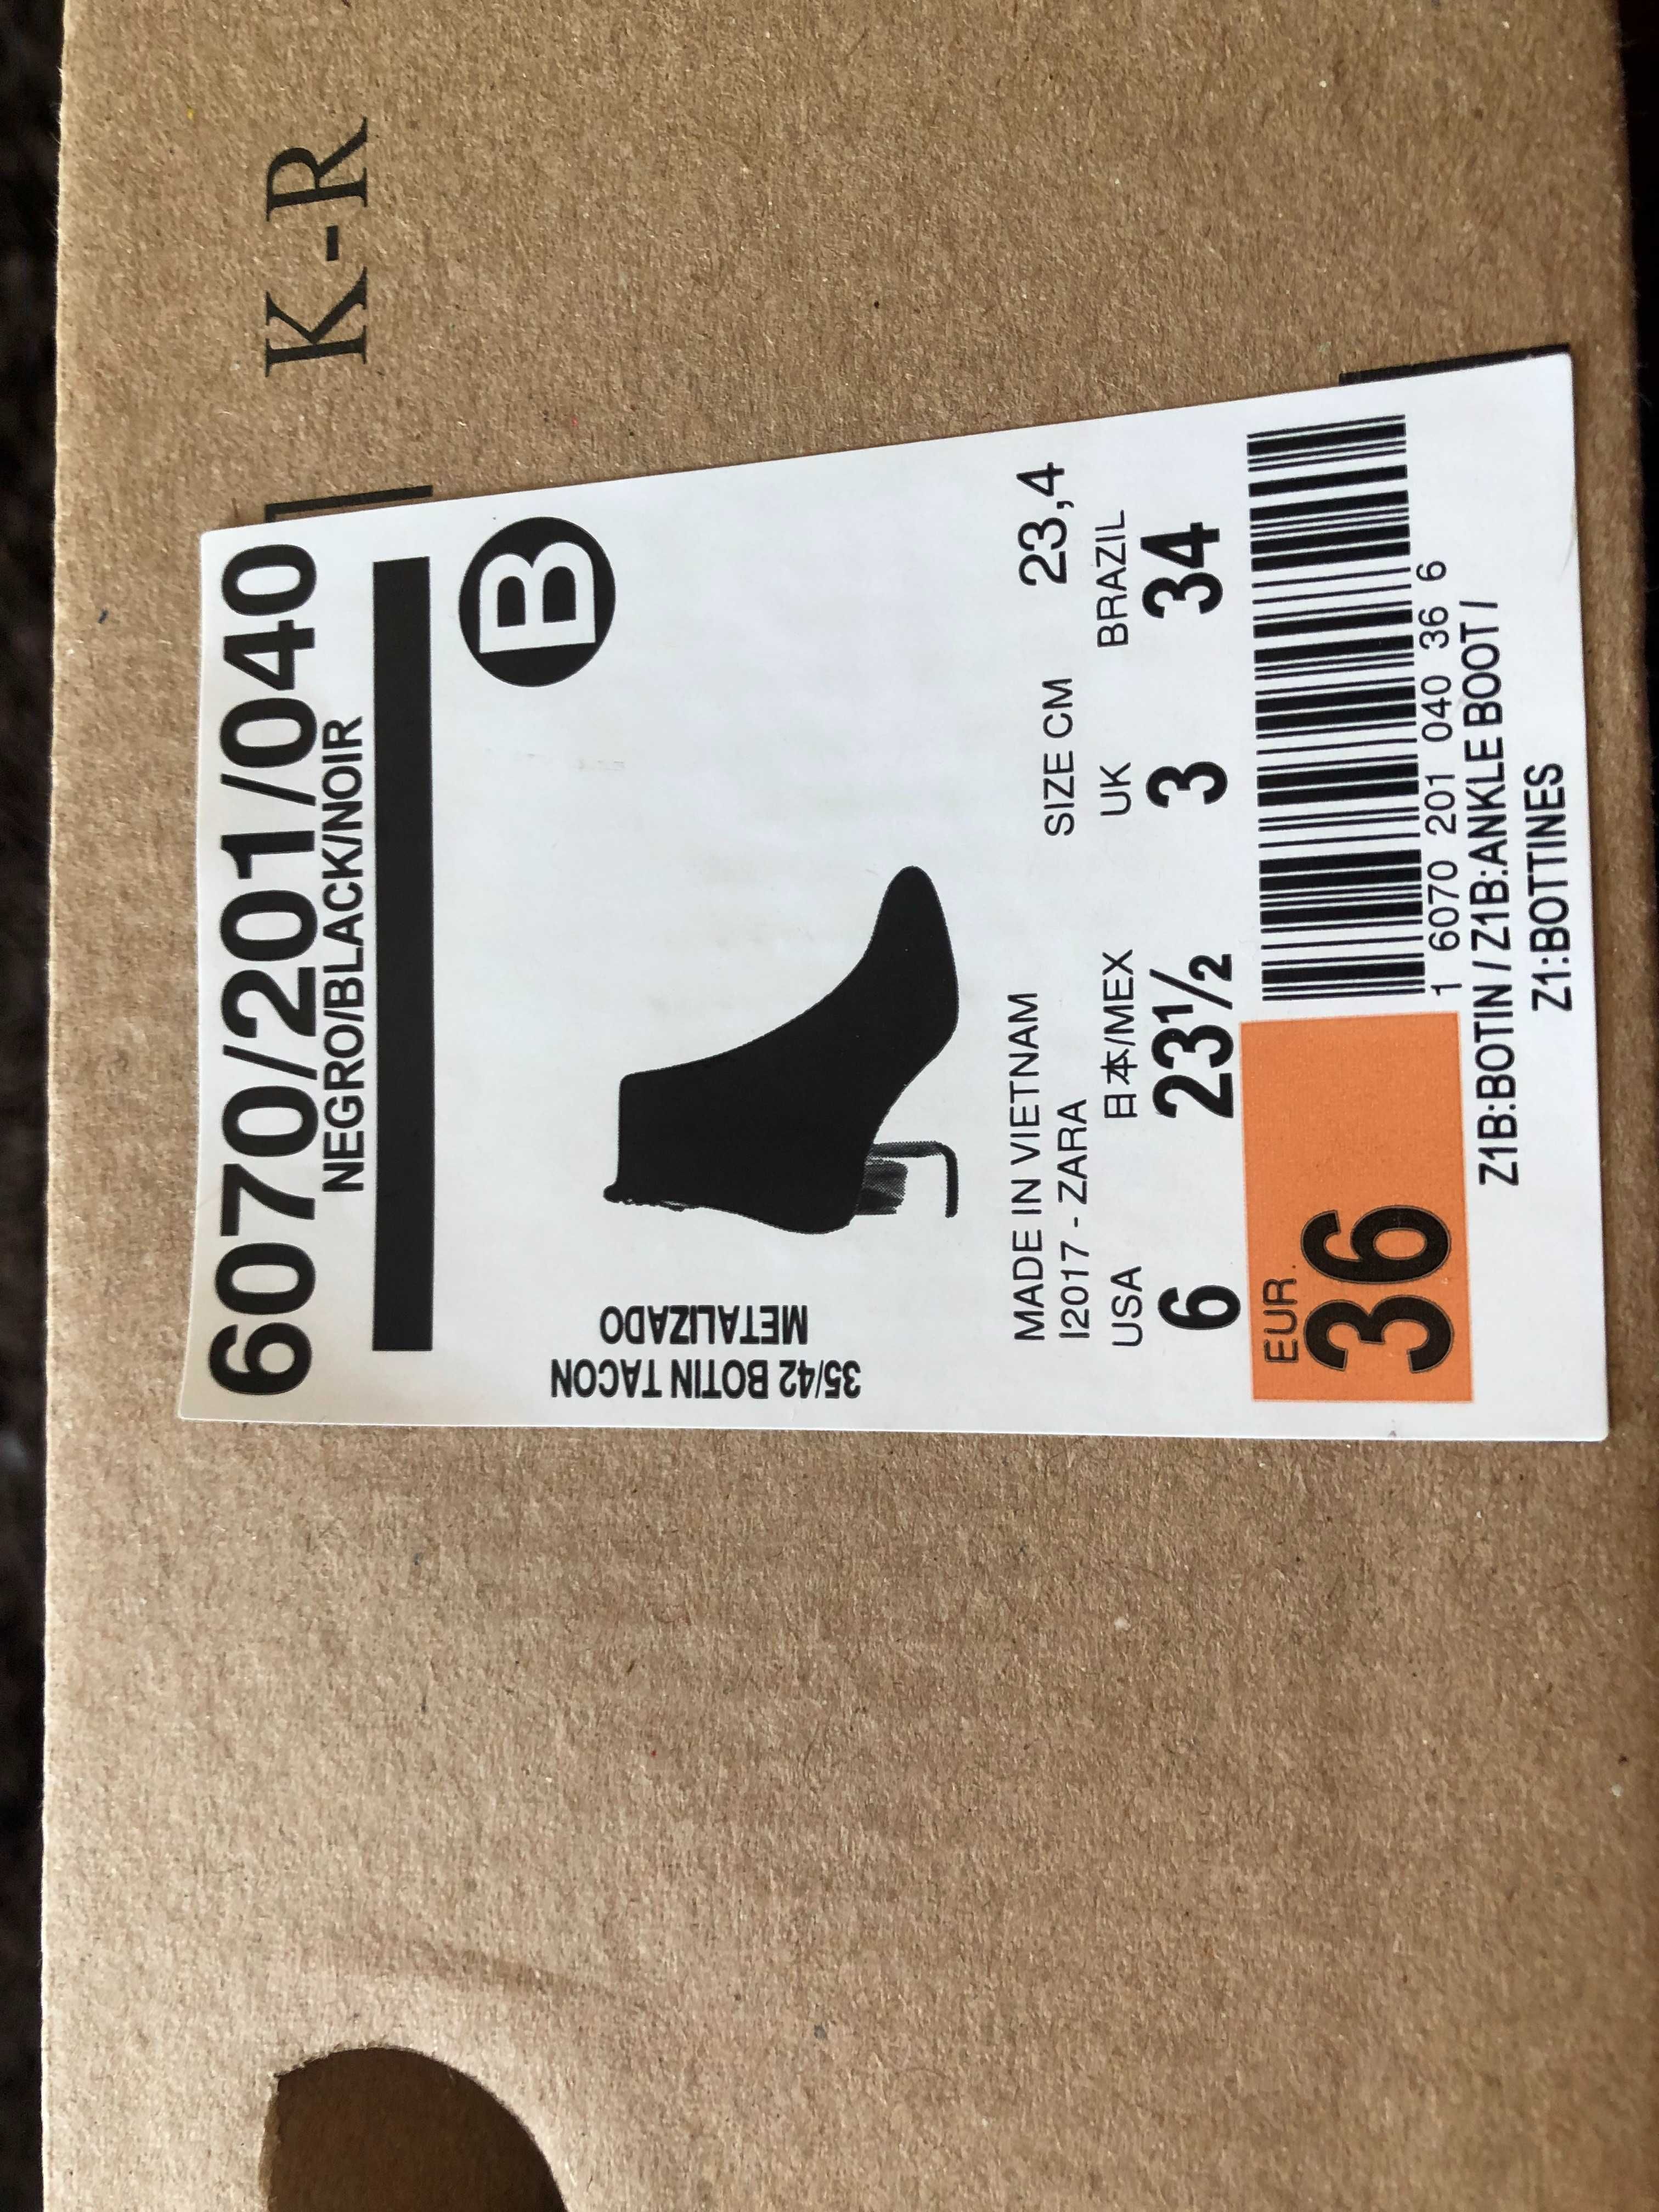 K-R
6070/201/040
NEGRO/BLACK/NOIR
B
35/42 BOTIN TACON
METALIZADO
MADE IN VIETNAM
I2017 - ZARA
SIZE CM 23,4
USA 日本/MEX UK BRAZIL
6 23½ 3 34
EUR.
36
1 6070 201 040 36 6
Z1B:BOTIN / Z1B:ANKLE BOOT /
Z1:BOTTINES